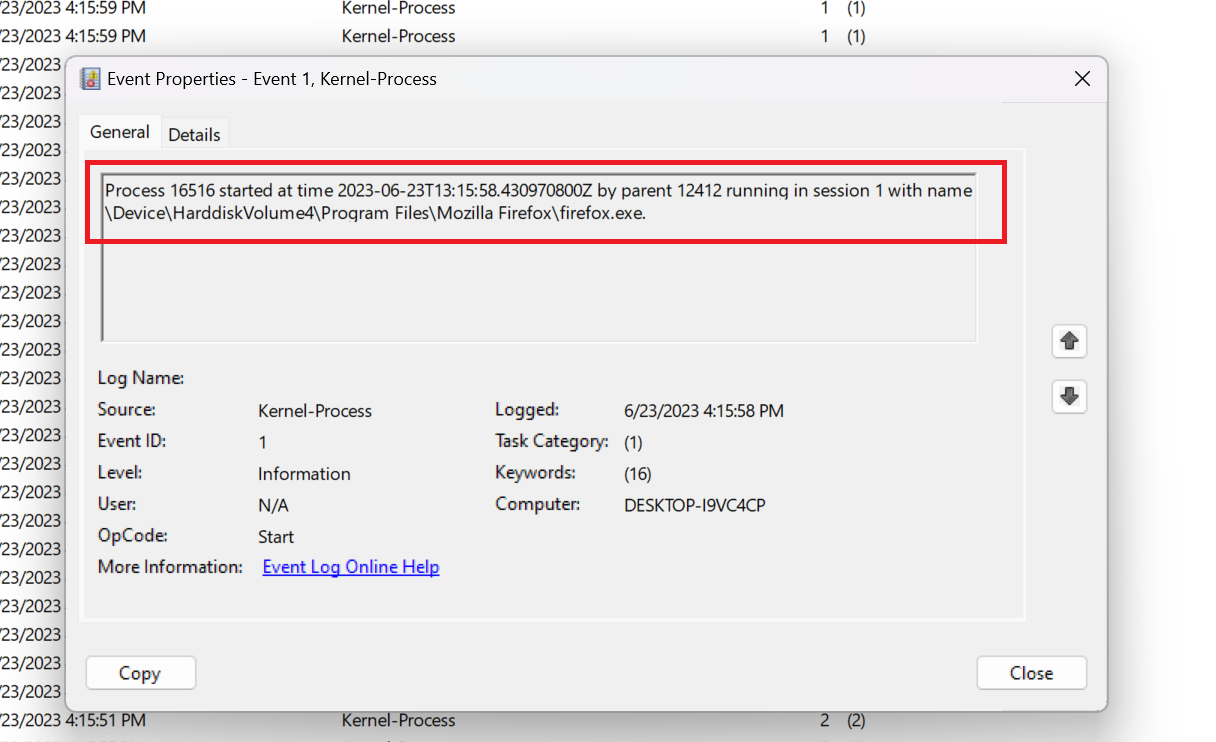 /23/2023 4:15:59 PM Kernel-Process 1 (1)
/23/2023 4:15:59 PM Kernel-Process 1 (1)
/23/2023
Event Properties - Event 1, Kernel-Process
/23/2023
/23/2023
General Details
/23/2023
/23/2023
Process 16516 started at time 2023-06-23T13:15:58.430970800Z by parent 12412 running in session 1 with name
/23/2023
\Device\HarddiskVolume4\Program Files\Mozilla Firefox\firefox.exe.
/23/2023
/23/2023
/23/2023
/23/2023
/23/2023
/23/2023
Log Name:
/23/2023
Source: Kernel-Process Logged: 6/23/2023 4:15:58 PM
/23/2023
Event ID: 1 Task Category: (1)
/23/2023
Level: Information Keywords: (16)
/23/2023
User: N/A Computer: DESKTOP-I9VC4CP
/23/2023
OpCode: Start
/23/2023
More Information: Event Log Online Help
/23/2023
/23/2023
/23/2023
/23/2023
/23/2023
Copy Close
/23/2023
/23/2023 4:15:51 PM Kernel-Process 2 (2)